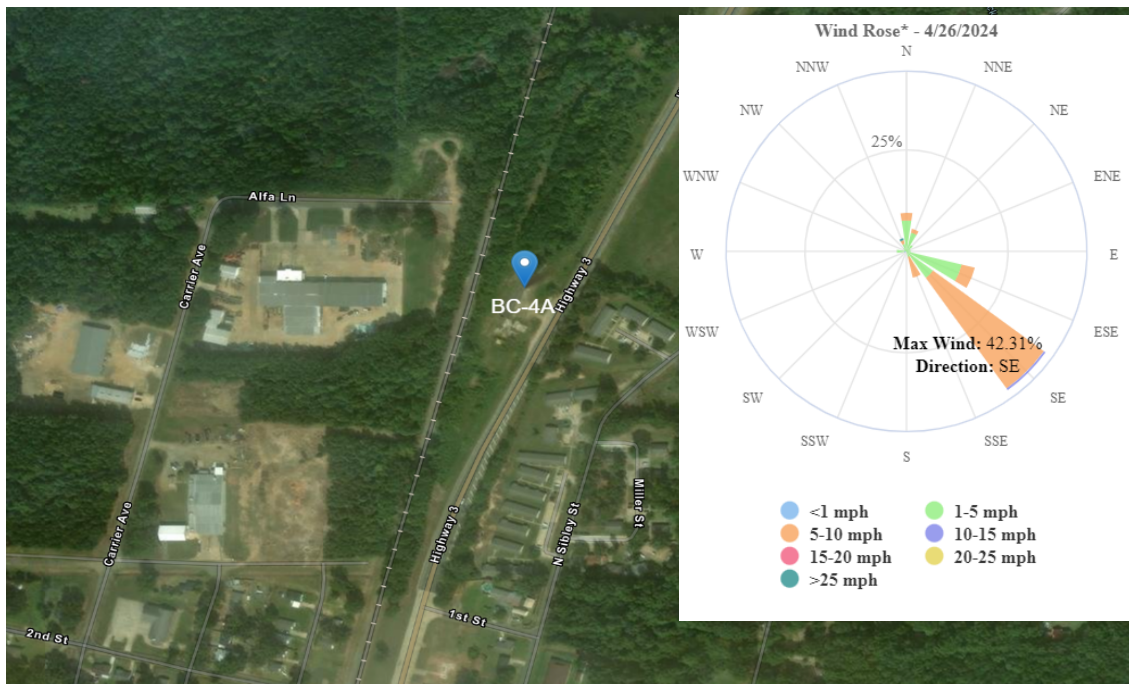 Wind Rose* - 4/26/2024
N
NNW
NNE
NW
NE
25%
WNW
ENE
W
E
WSW
ESE
Max Wind: 42.31%
Direction: SE
SW
SE
SSW
SSE
S
<1 mph
1-5 mph
5-10 mph
10-15 mph
15-20 mph
20-25 mph
>25 mph
Alfa Ln
Carrier Ave
BC-4A
Highway 3
Carrier Ave
Highway 3
N Sibley St
Miller St
1st St
2nd St